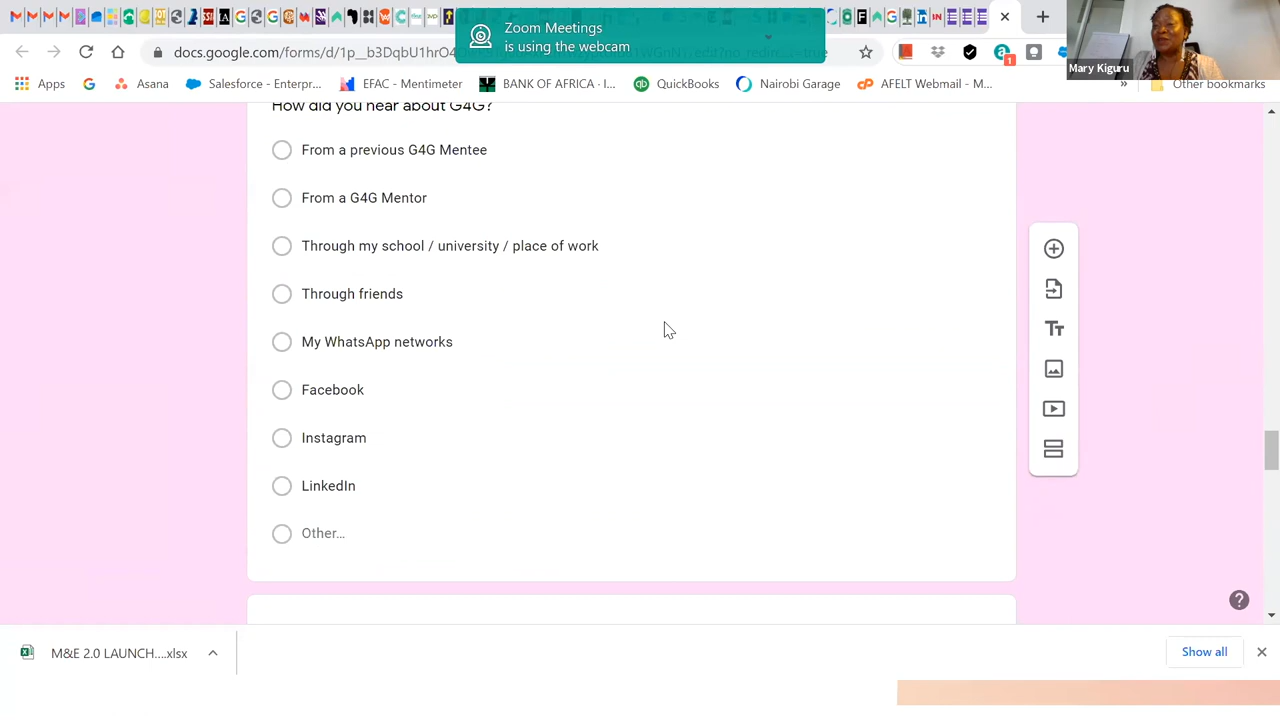 Zoom Meetings
is using the webcam
Mary Kiguru
docs.google.com/forms/d/1p__b3DqbU1hrO4
Apps
Asana
Salesforce - Enterpr...
EFAC - Mentimeter
BANK OF AFRICA - I...
QuickBooks
Nairobi Garage
AFELT Webmail - M...
»
Other bookmarks
How did you hear about G4G?
From a previous G4G Mentee
From a G4G Mentor
Through my school / university / place of work
Through friends
My WhatsApp networks
Facebook
Instagram
LinkedIn
Other...
M&E 2.0 LAUNCH....xlsx
Show all